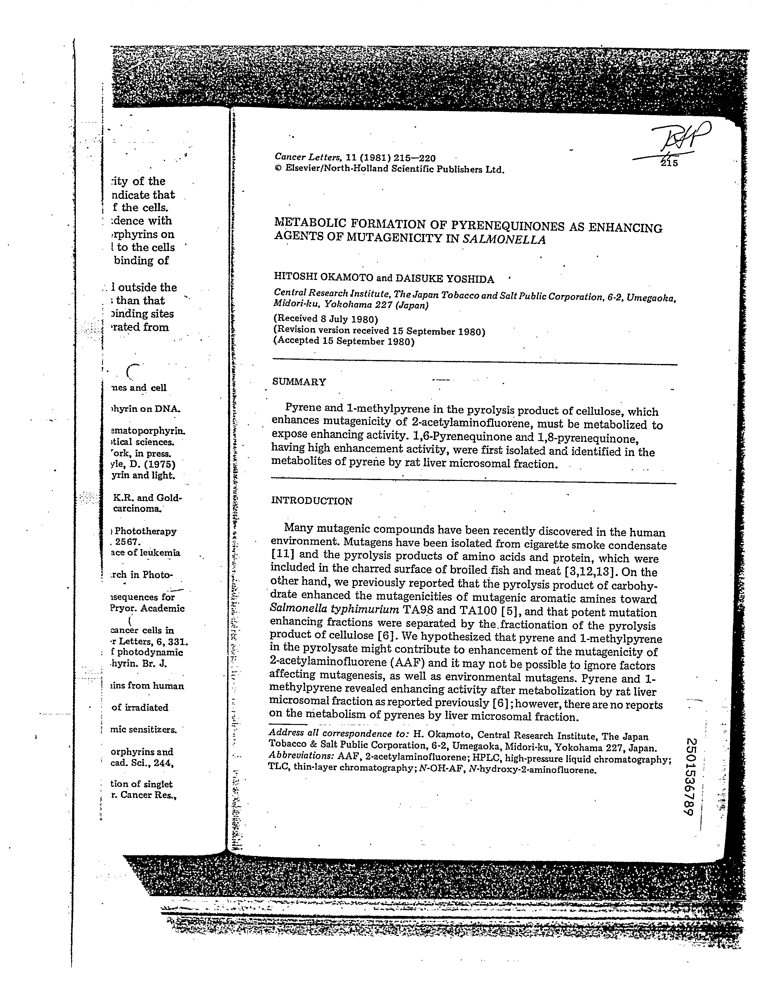 :ity of the
ndicate that
f the cells.
:dence with
rphyrins on
l to the cells
binding of
l outside the
; than that
binding sites
rated from
nes and cell
hyrin on DNA.
ematoporphyrin.
tical sciences.
ork, in press.
yle, D. (1975)
yrin and light.
K.R. and Gold-
carcinoma.
Phototherapy
. 2567.
ace of leukemia
rch in Photo-
nsequences for
Pryor. Academic
cancer cells in
r Letters, 6, 331.
f photodynamic
hyrin. Br. J.
ins from human
of irradiated
mic sensitizers.
orphyrins and
cad. Sci., 244,
tion of singlet
r. Cancer Res.,
215
Cancer Letters, 11 (1981) 215—220
© Elsevier/North-Holland Scientific Publishers Ltd.
METABOLIC FORMATION OF PYRENEQUINONES AS ENHANCING
AGENTS OF MUTAGENICITY IN SALMONELLA
HITOSHI OKAMOTO and DAISUKE YOSHIDA
Central Research Institute, The Japan Tobacco and Salt Public Corporation, 6-2, Umegaoka,
Midori-ku, Yokohama 227 (Japan)
(Received 8 July 1980)
(Revision version received 15 September 1980)
(Accepted 15 September 1980)
SUMMARY
Pyrene and 1-methylpyrene in the pyrolysis product of cellulose, which
enhances mutagenicity of 2-acetylaminofluorene, must be metabolized to
expose enhancing activity. 1,6-Pyrenequinone and 1,8-pyrenequinone,
having high enhancement activity, were first isolated and identified in the
metabolites of pyrene by rat liver microsomal fraction.
INTRODUCTION
Many mutagenic compounds have been recently discovered in the human
environment. Mutagens have been isolated from cigarette smoke condensate
[11] and the pyrolysis products of amino acids and protein, which were
included in the charred surface of broiled fish and meat [3,12,13]. On the
other hand, we previously reported that the pyrolysis product of carbohy-
drate enhanced the mutagenicities of mutagenic aromatic amines toward
Salmonella typhimurium TA98 and TA100 [5], and that potent mutation
enhancing fractions were separated by the fractionation of the pyrolysis
product of cellulose [6]. We hypothesized that pyrene and 1-methylpyrene
in the pyrolysate might contribute to enhancement of the mutagenicity of
2-acetylaminofluorene (AAF) and it may not be possible to ignore factors
affecting mutagenesis, as well as environmental mutagens. Pyrene and 1-
methylpyrene revealed enhancing activity after metabolization by rat liver
microsomal fraction as reported previously [6]; however, there are no reports
on the metabolism of pyrenes by liver microsomal fraction.
Address all correspondence to: H. Okamoto, Central Research Institute, The Japan
Tobacco & Salt Public Corporation, 6-2, Umegaoka, Midori-ku, Yokohama 227, Japan.
Abbreviations: AAF, 2-acetylaminofluorene; HPLC, high-pressure liquid chromatography;
TLC, thin-layer chromatography; N-OH-AF, N-hydroxy-2-aminofluorene.
2501536789